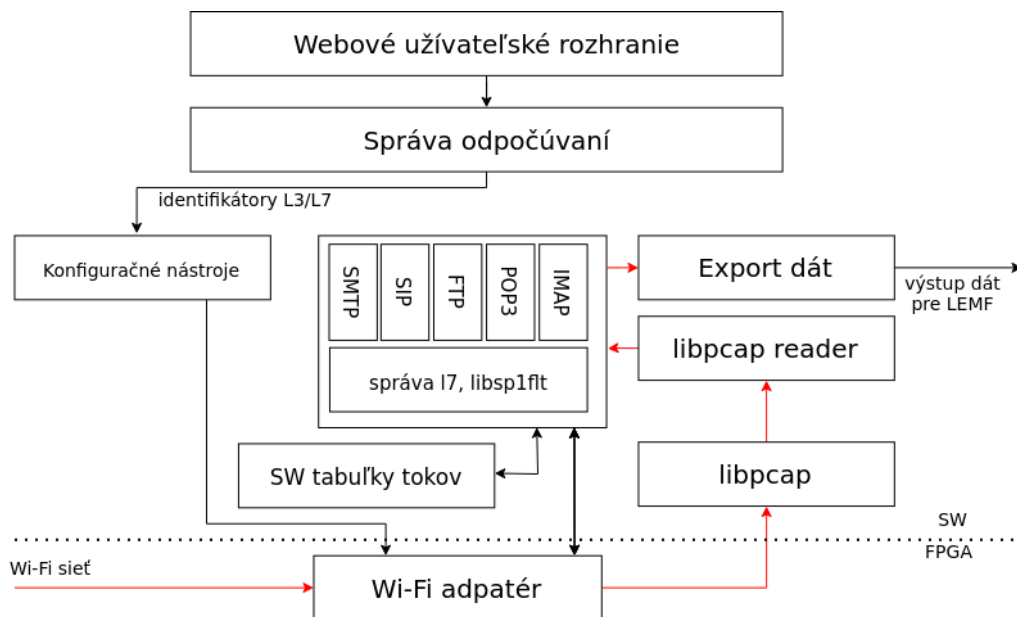 Webové užívateľské rozhranie
Správa odpočúvaní
identifikátory L3/L7
Konfiguračné nástroje
SMTP
SIP
FTP
POP3
IMAP
správa l7, libsp1flt
Export dát
výstup dát
pre LEMF
libpcap reader
SW tabuľky tokov
libpcap
SW
FPGA
Wi-Fi sieť
Wi-Fi adpatér